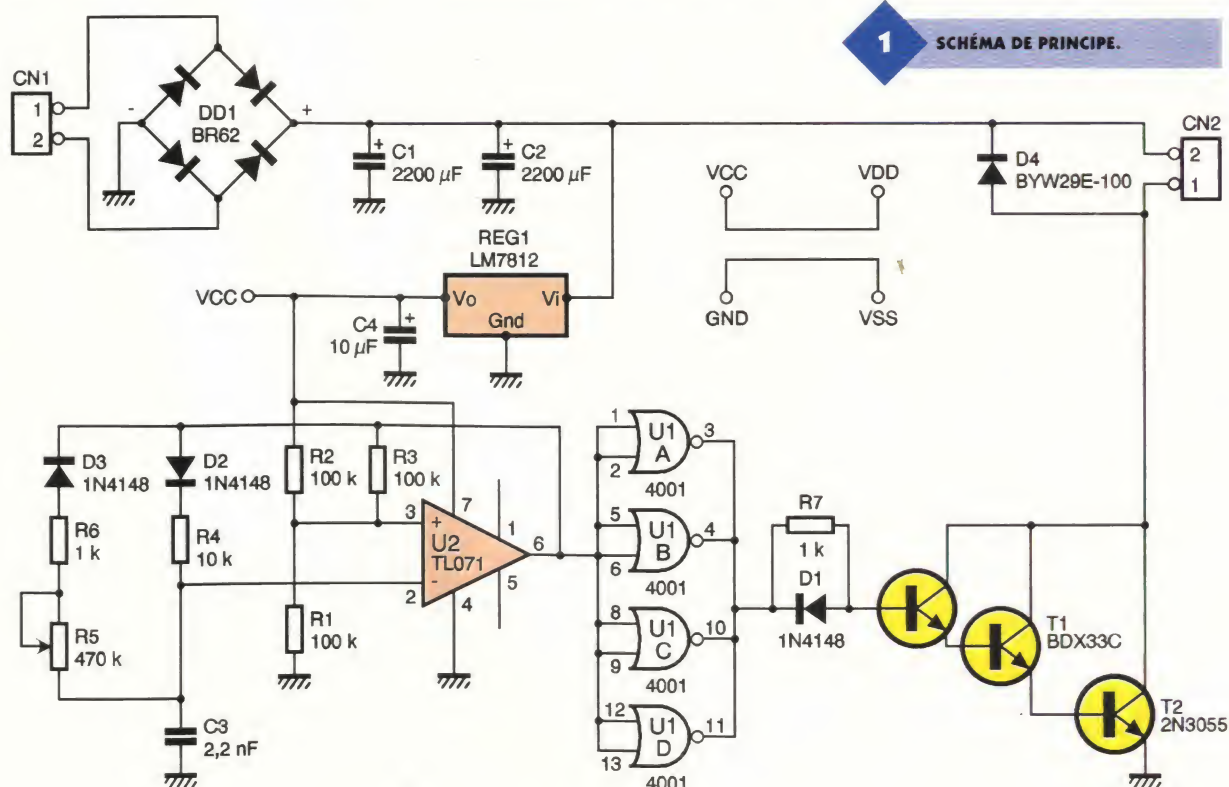 1
SCHÉMA DE PRINCIPE.
CN1
1
2
-
+
DD1
BR62
+
C1
2200 µF
+
C2
2200 µF
D4
BYW29E-100
CN2
2
1
VCC
VDD
GND
VSS
REG1
LM7812
Vo
Vi
Gnd
VCC
C4
10 µF
+
D3
1N4148
D2
1N4148
R2
100 k
R3
100 k
R6
1 k
R4
10 k
R5
470 k
R1
100 k
C3
2,2 nF
3
+
7
1
U2
TL071
6
-
2
4
5
1
2
U1
A
3
4001
5
6
U1
B
4
4001
8
9
U1
C
10
4001
12
13
U1
D
11
4001
R7
1 k
D1
1N4148
T1
BDX33C
T2
2N3055